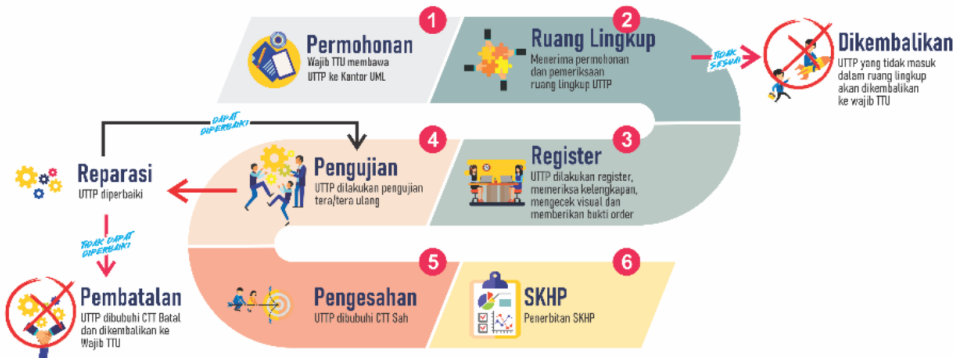 1
Permohonan
Wajib TTU membawa
UTTP ke Kantor UML
2
Ruang Lingkup
Menerima permohonan
dan pemeriksaan
ruang lingkup UTTP
TIDAK
SESUAI
Dikembalikan
UTTP yang tidak masuk
dalam ruang lingkup
akan dikembalikan
ke wajib TTU
3
Register
UTTP dilakukan register,
memeriksa kelengkapan,
mengecek visual dan
memberikan bukti order
4
Pengujian
UTTP dilakukan pengujian
tera/tera ulang
DAPAT
DIPERBAIKI
Reparasi
UTTP diperbaiki
TIDAK DAPAT
DIPERBAIKI
Pembatalan
UTTP dibubuhi CTT Batal
dan dikembalikan ke
Wajib TTU
5
Pengesahan
UTTP dibubuhi CTT Sah
6
SKHP
Penerbitan SKHP